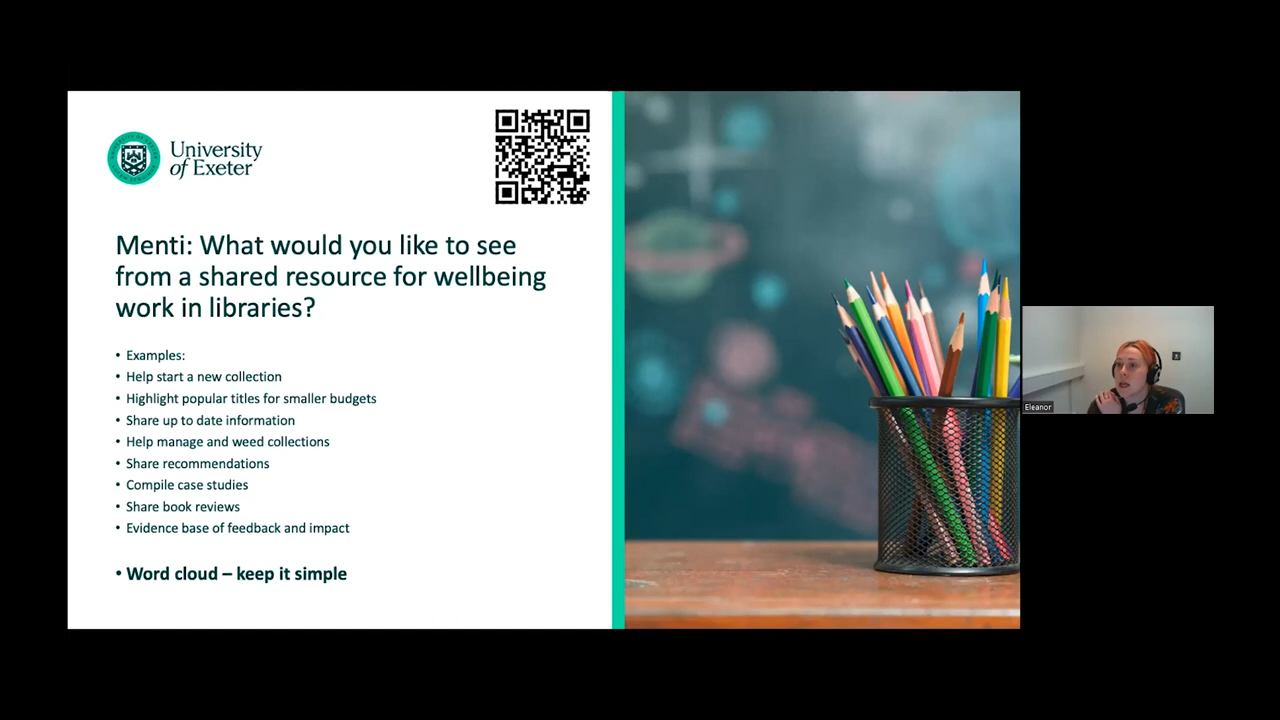 University
of Exeter
Menti: What would you like to see
from a shared resource for wellbeing
work in libraries?
• Examples:
• Help start a new collection
• Highlight popular titles for smaller budgets
• Share up to date information
• Help manage and weed collections
• Share recommendations
• Compile case studies
• Share book reviews
• Evidence base of feedback and impact
• Word cloud – keep it simple
Eleanor